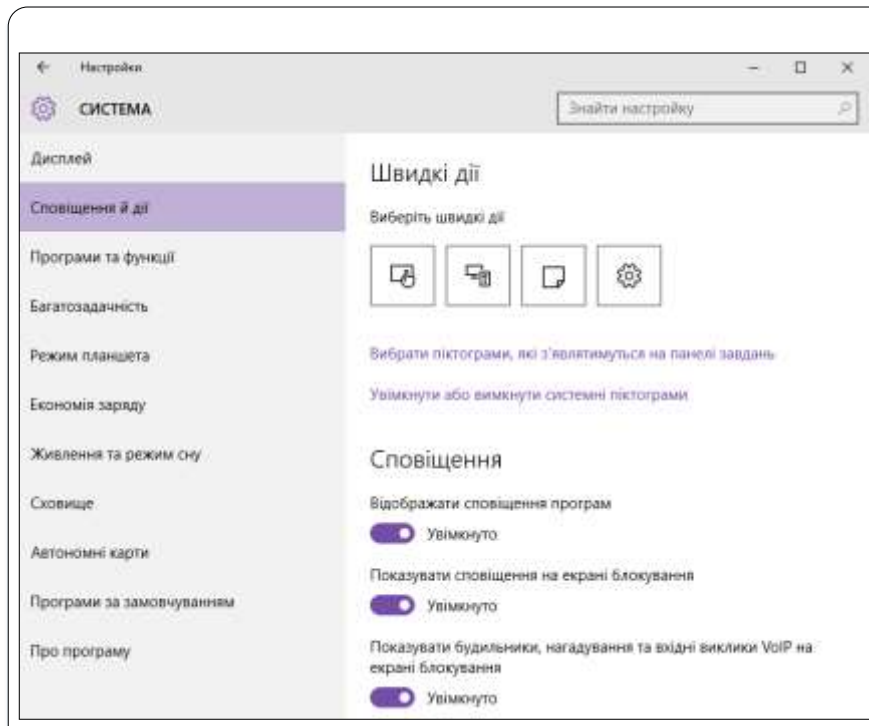 Настройки
СИСТЕМА
Знайти настройку
Дисплей
Сповіщення й дії
Програми та функції
Багатозадачність
Режим планшета
Економія заряду
Живлення та режим сну
Сховище
Автономні карти
Програми за замовчуванням
Про програму
Швидкі дії
Виберіть швидкі дії
Вибрати піктограми, які з'являтимуться на панелі завдань
Увімкнути або вимкнути системні піктограми
Сповіщення
Відображати сповіщення програм
Увімкнуто
Показувати сповіщення на екрані блокування
Увімкнуто
Показувати будильники, нагадування та вхідні виклики VoIP на
екрані блокування
Увімкнуто